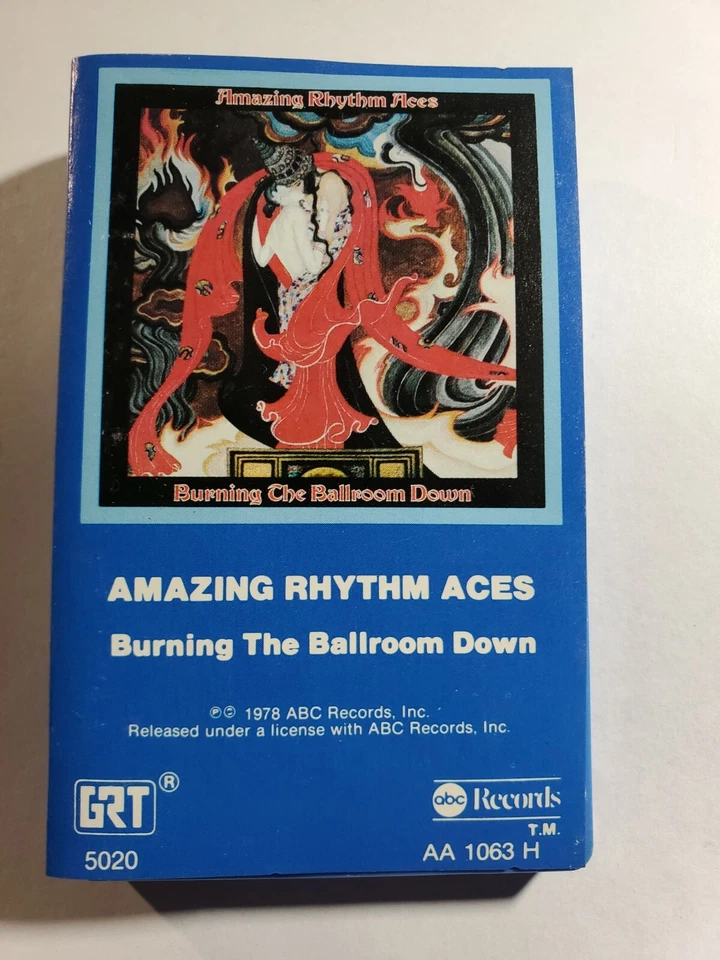 Amazing Rhythm Aces
Burning The Ballroom Down
AMAZING RHYTHM ACES
Burning The Ballroom Down
℗© 1978 ABC Records, Inc.
Released under a license with ABC Records, Inc.
GRT®
5020
abc Records
T.M.
AA 1063 H